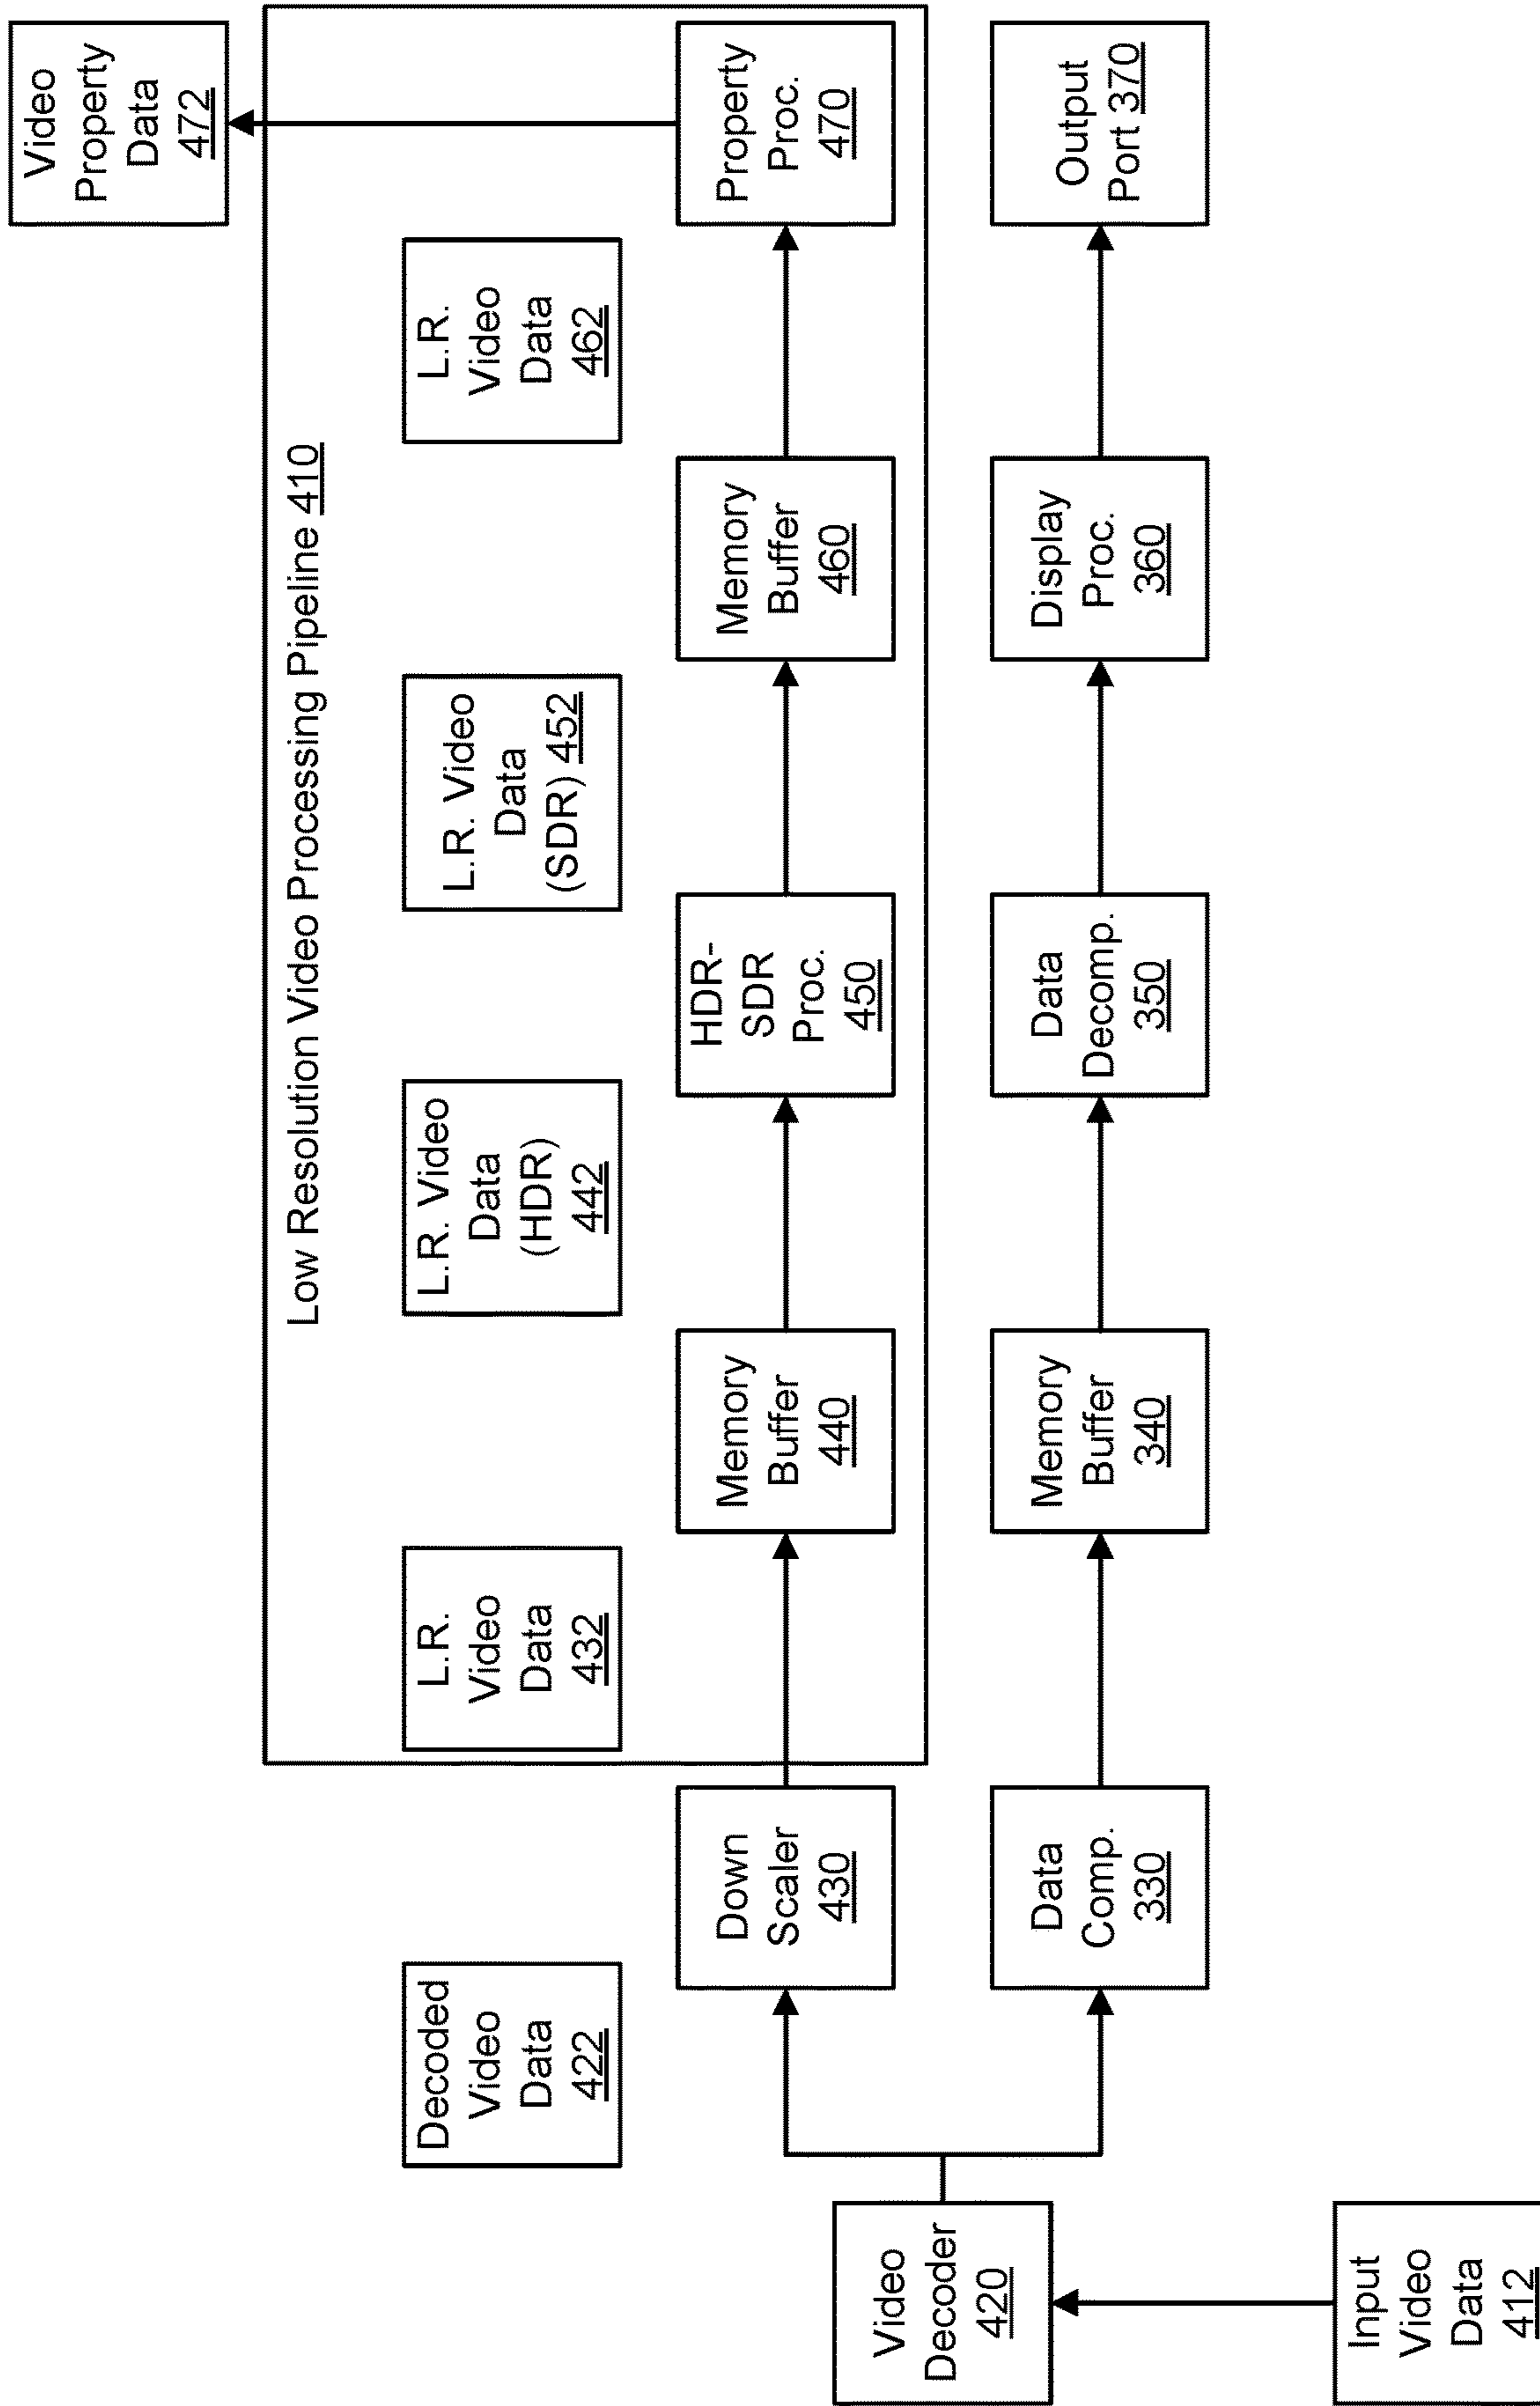 Video
Property
Data
472
Low Resolution Video Processing Pipeline 410
Decoded
Video
Data
422
L.R.
Video
Data
432
L.R. Video
Data
(HDR)
442
L.R. Video
Data
(SDR) 452
L.R.
Video
Data
462
Down
Scaler
430
Memory
Buffer
440
HDR-
SDR
Proc.
450
Memory
Buffer
460
Property
Proc.
470
Video
Decoder
420
Data
Comp.
330
Memory
Buffer
340
Data
Decomp.
350
Display
Proc.
360
Output
Port 370
Input
Video
Data
412